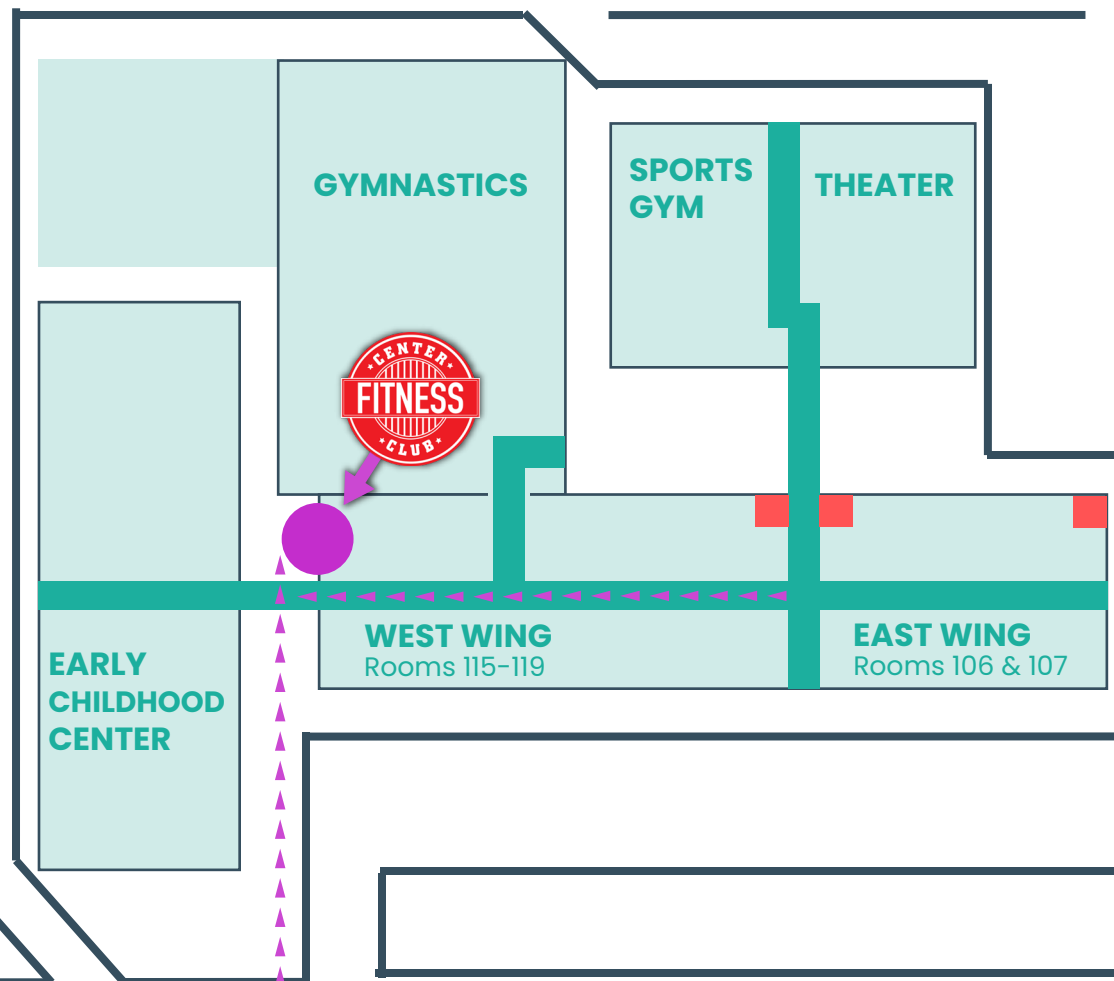 GYMNASTICS
SPORTS
GYM
THEATER
CENTER
FITNESS
CLUB
WEST WING
Rooms 115-119
EAST WING
Rooms 106 & 107
EARLY
CHILDHOOD
CENTER